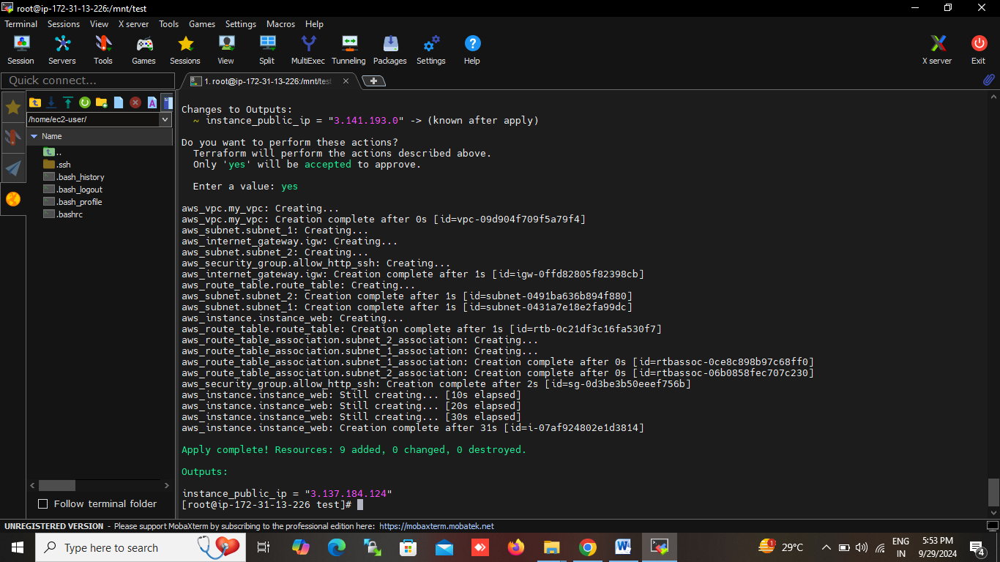 root@ip-172-31-13-226:/mnt/test
Terminal Sessions View X server Tools Games Settings Macros Help
Session Servers Tools Games Sessions View Split MultiExec Tunneling Packages Settings Help X server Exit
Quick connect...
1. root@ip-172-31-13-226:/mnt/test
/home/ec2-user/
Name
..
.ssh
.bash_history
.bash_logout
.bash_profile
.bashrc
Follow terminal folder
Changes to Outputs:
~ instance_public_ip = "3.141.193.0" -> (known after apply)
Do you want to perform these actions?
Terraform will perform the actions described above.
Only 'yes' will be accepted to approve.
Enter a value: yes
aws_vpc.my_vpc: Creating...
aws_vpc.my_vpc: Creation complete after 0s [id=vpc-09d904f709f5a79f4]
aws_subnet.subnet_1: Creating...
aws_internet_gateway.igw: Creating...
aws_subnet.subnet_2: Creating...
aws_security_group.allow_http_ssh: Creating...
aws_internet_gateway.igw: Creation complete after 1s [id=igw-0ffd82805f82398cb]
aws_route_table.route_table: Creating...
aws_subnet.subnet_2: Creation complete after 1s [id=subnet-0491ba636b894f880]
aws_subnet.subnet_1: Creation complete after 1s [id=subnet-0431a7e18e2fa99dc]
aws_instance.instance_web: Creating...
aws_route_table.route_table: Creation complete after 1s [id=rtb-0c21df3c16fa530f7]
aws_route_table_association.subnet_2_association: Creating...
aws_route_table_association.subnet_1_association: Creating...
aws_route_table_association.subnet_1_association: Creation complete after 0s [id=rtbassoc-0ce8c898b97c68ff0]
aws_route_table_association.subnet_2_association: Creation complete after 0s [id=rtbassoc-06b0858fec707c230]
aws_security_group.allow_http_ssh: Creation complete after 2s [id=sg-0d3be3b50eeef756b]
aws_instance.instance_web: Still creating... [10s elapsed]
aws_instance.instance_web: Still creating... [20s elapsed]
aws_instance.instance_web: Still creating... [30s elapsed]
aws_instance.instance_web: Creation complete after 31s [id=i-07af924802e1d3814]
Apply complete! Resources: 9 added, 0 changed, 0 destroyed.
Outputs:
instance_public_ip = "3.137.184.124"
[root@ip-172-31-13-226 test]#
UNREGISTERED VERSION - Please support MobaXterm by subscribing to the professional edition here: https://mobaxterm.mobatek.net
Type here to search
1
29°C
ENG
IN
5:53 PM
9/29/2024
4